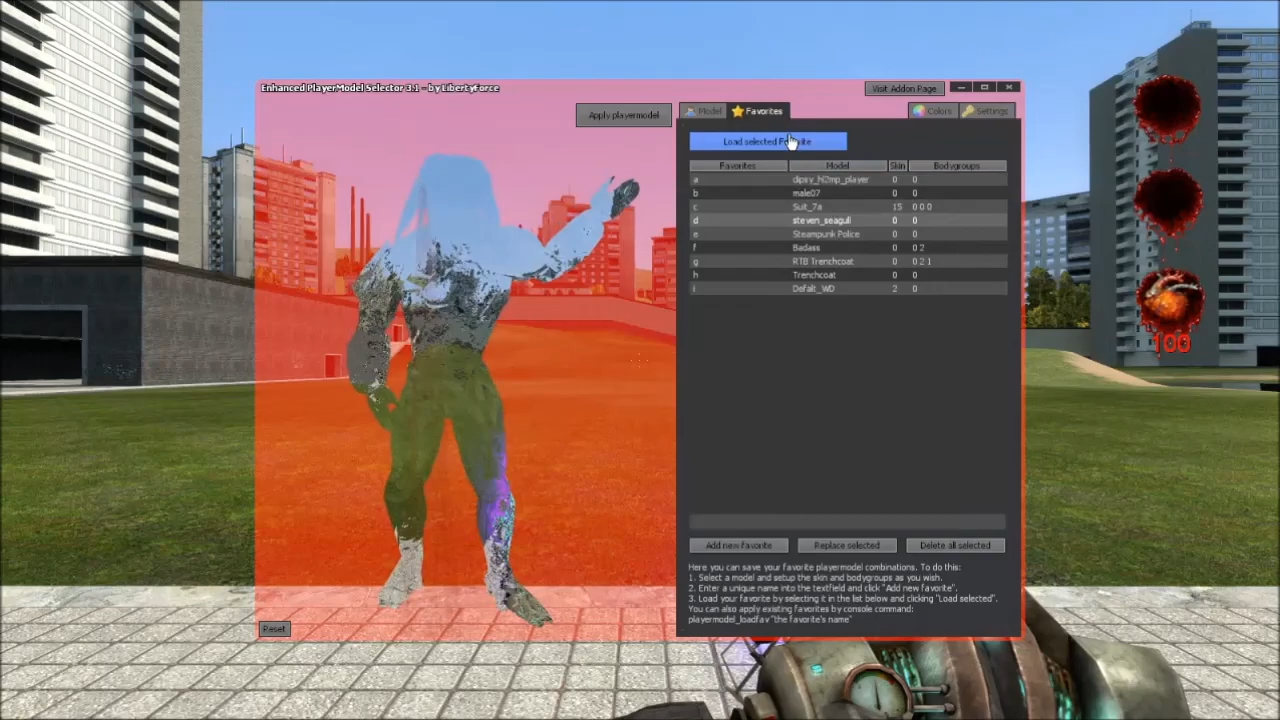 Enhanced PlayerModel Selector 3.1 - by LibertyForce
Visit Addon Page
Apply playermodel
Model
Favorites
Colors
Settings
Load selected Favorite
Favorites Model Skin Bodygroups
a dipsy_hl2mp_player 0 0
b male07 0 0
c Suit_7a 15 0 0 0
d steven_seagull 0 0
e Steampunk Police 0 0
f Badass 0 0 2
g RTB Trenchcoat 0 0 2 1
h Trenchcoat 0 0
i Defalt_WD 2 0
100
Add new favorite
Replace selected
Delete all selected
Here you can save your favorite playermodel combinations. To do this:
1. Select a model and setup the skin and bodygroups as you wish.
2. Enter a unique name into the textfield and click "Add new favorite".
3. Load your favorite by selecting it in the list below and clicking "Load selected".
You can also apply existing favorites by console command:
playermodel_loadfav "the favorite's name"
Reset